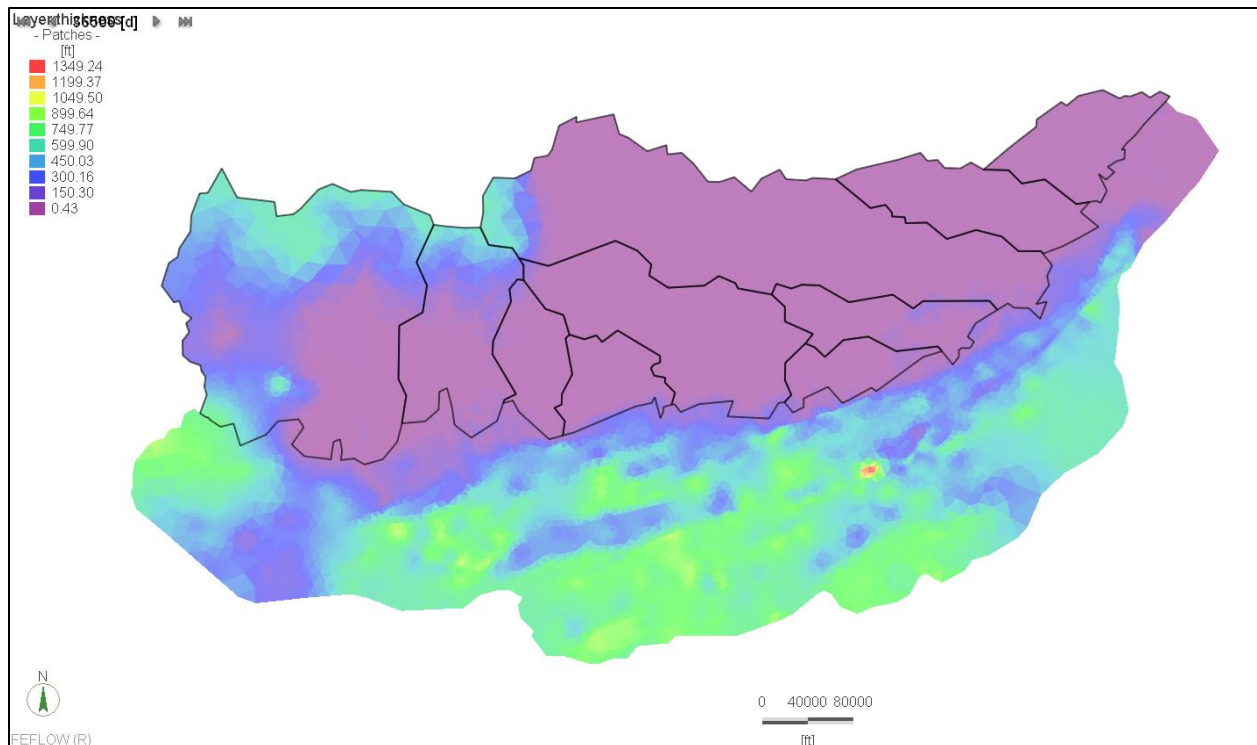 Layer thickness
36500 [d]
- Patches -
[ft]
1349.24
1199.37
1049.50
899.64
749.77
599.90
450.03
300.16
150.30
0.43
N
0 40000 80000
[ft]
FEFLOW (R)